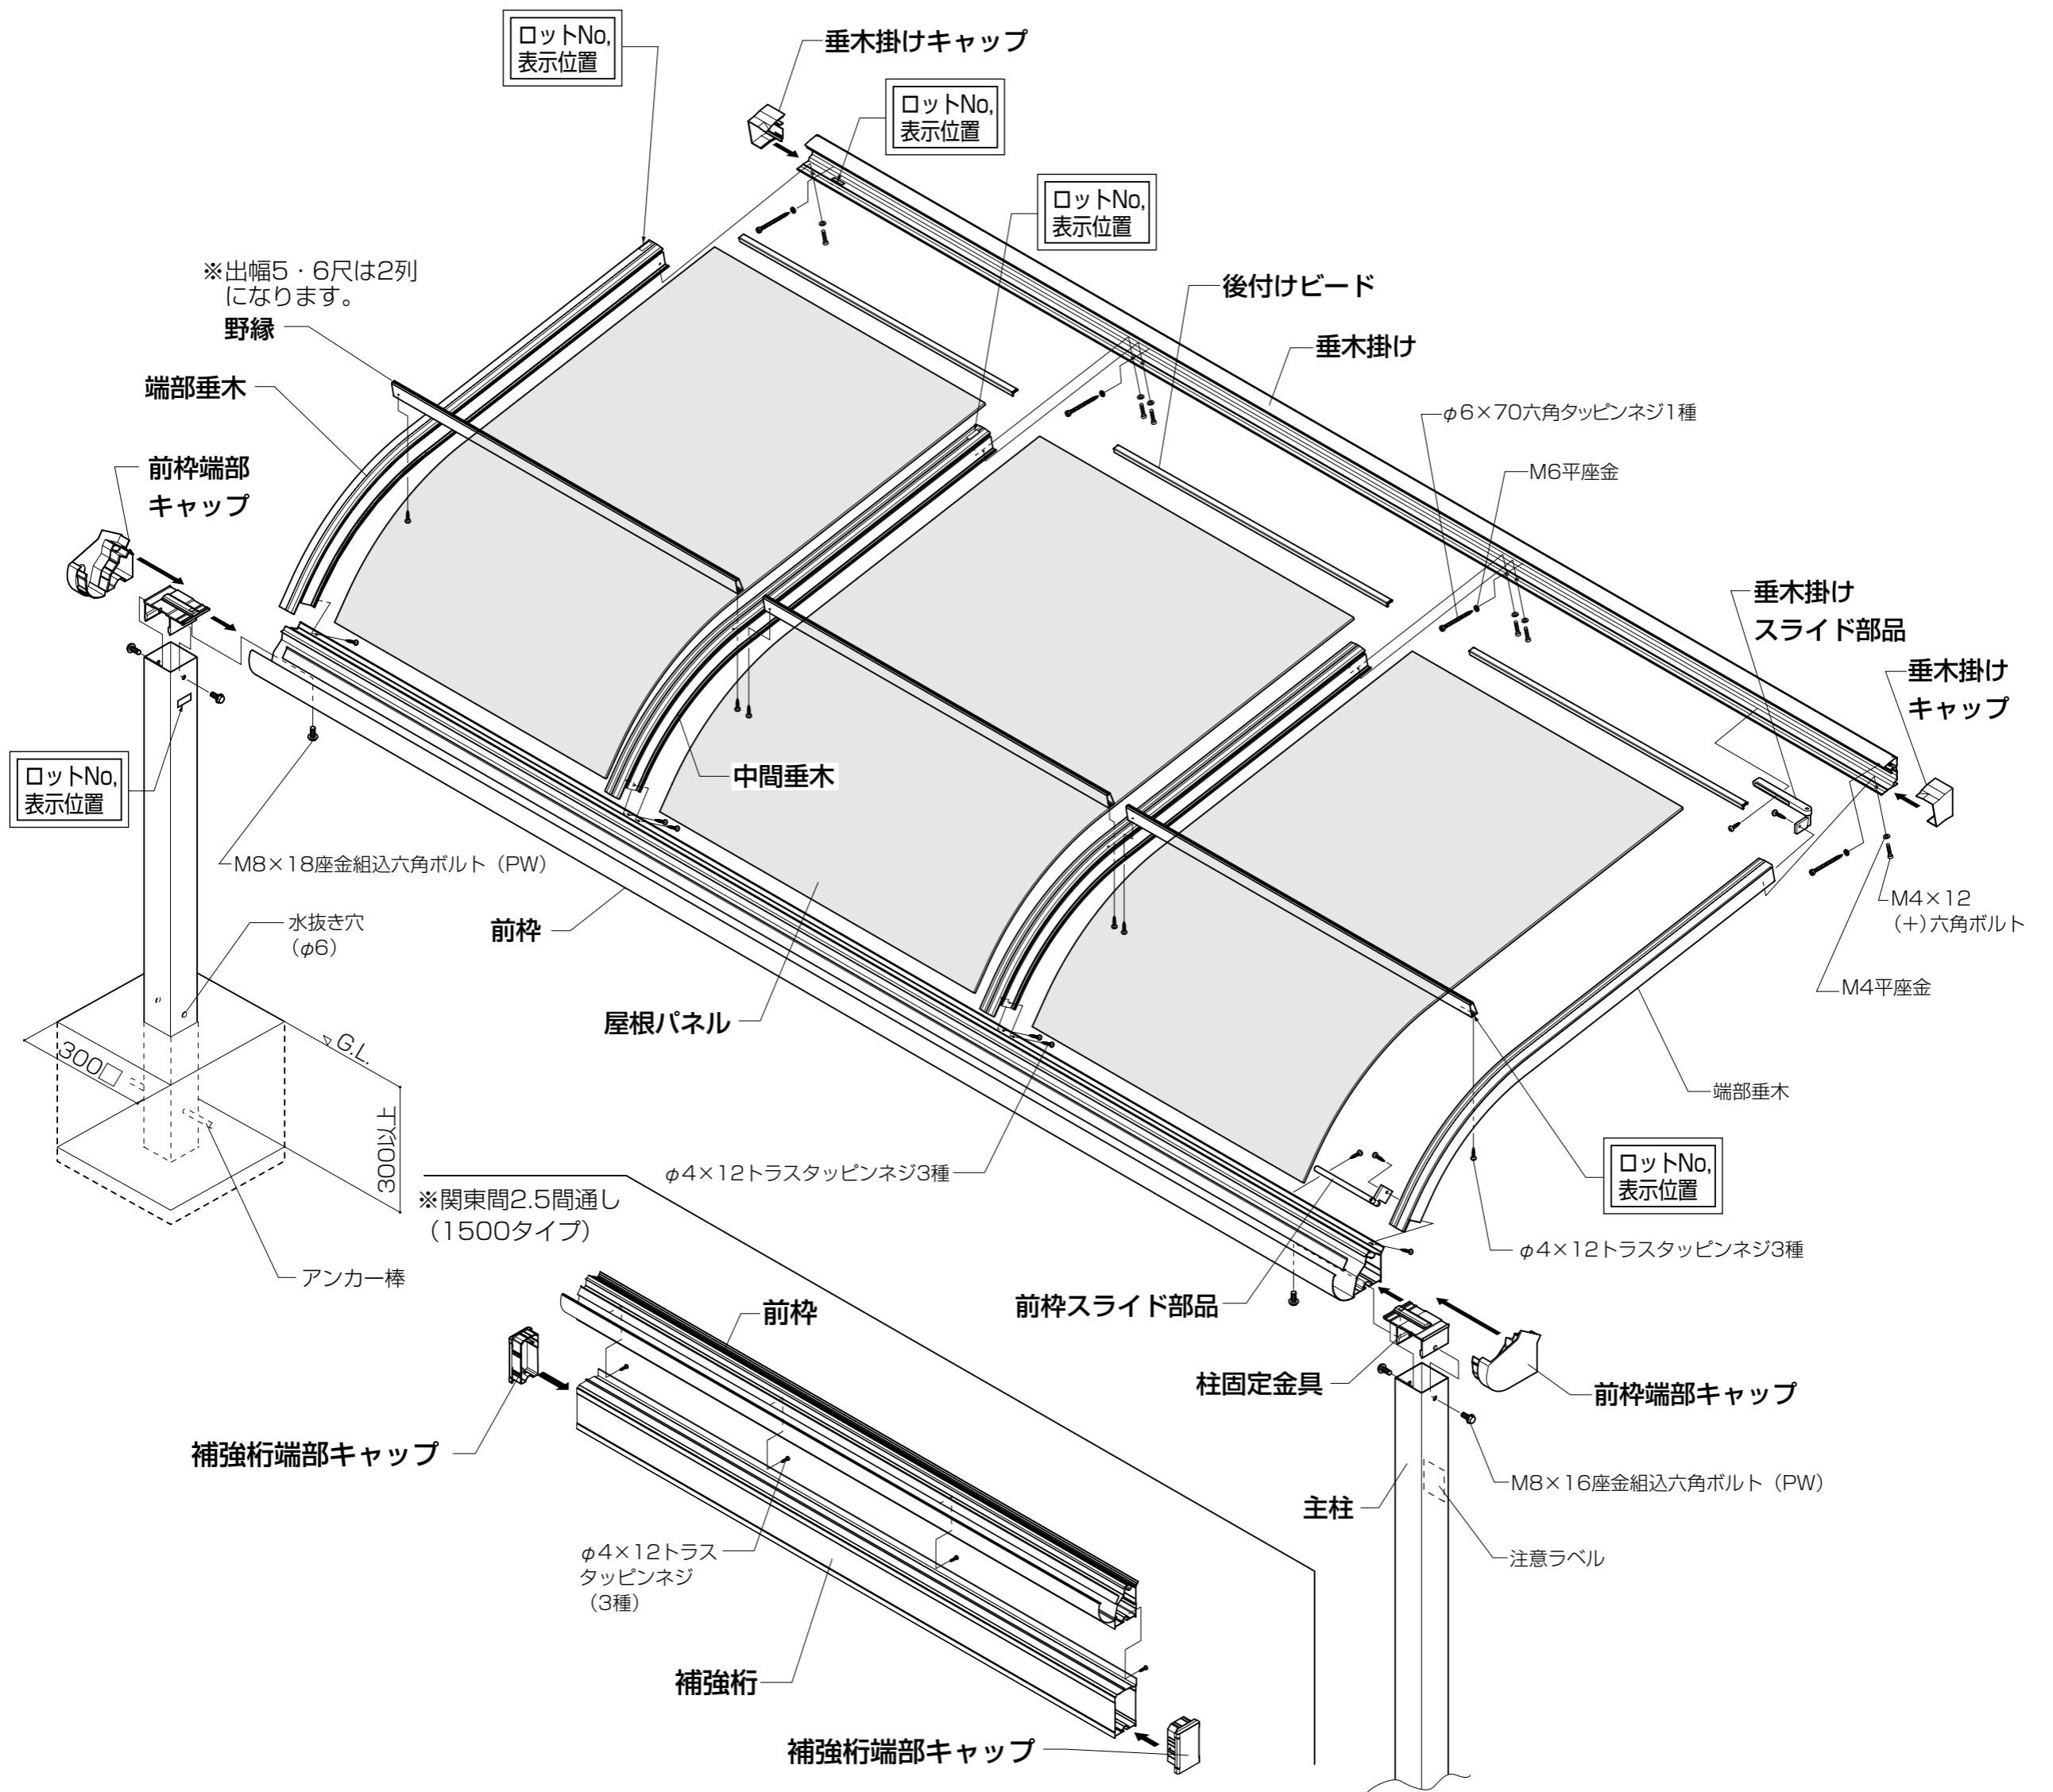 ロットNo,
表示位置
垂木掛けキャップ
ロットNo,
表示位置
ロットNo,
表示位置
※出幅5・6尺は2列
になります。
野縁
後付けビード
垂木掛け
端部垂木
φ6×70六角タッピンネジ1種
前枠端部
キャップ
M6平座金
垂木掛け
スライド部品
垂木掛け
キャップ
ロットNo,
表示位置
中間垂木
M8×18座金組込六角ボルト（PW）
水抜き穴
（φ6）
前枠
M4×12
（+）六角ボルト
M4平座金
屋根パネル
▽G.L.
300□
300以上
端部垂木
φ4×12トラスタッピンネジ3種
ロットNo,
表示位置
※関東間2.5間通し
（1500タイプ）
φ4×12トラスタッピンネジ3種
アンカー棒
前枠
前枠スライド部品
柱固定金具
前枠端部キャップ
補強桁端部キャップ
M8×16座金組込六角ボルト（PW）
主柱
φ4×12トラス
タッピンネジ
（3種）
注意ラベル
補強桁
補強桁端部キャップ